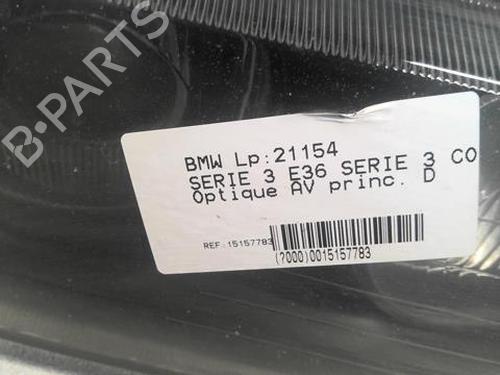 B-PARTS
BMW Lp:21154
SERIE 3 E36 SERIE 3 CO
Optique AV princ. D
REF:15157783
(7000)0015157783